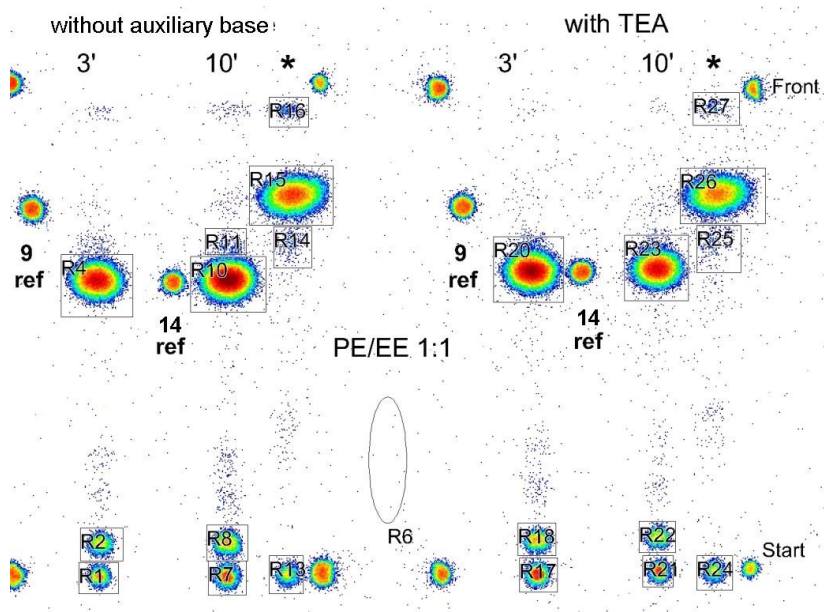 without auxiliary base
with TEA
3' 10' *
3' 10' *
Front
R16
R27
R15
R26
9
ref
R11
R14
R4
R10
9
ref
R20
R23
R25
14
ref
14
ref
PE/EE 1:1
R6
R2
R8
R18
R22
Start
R1
R7
R13
R17
R21
R24